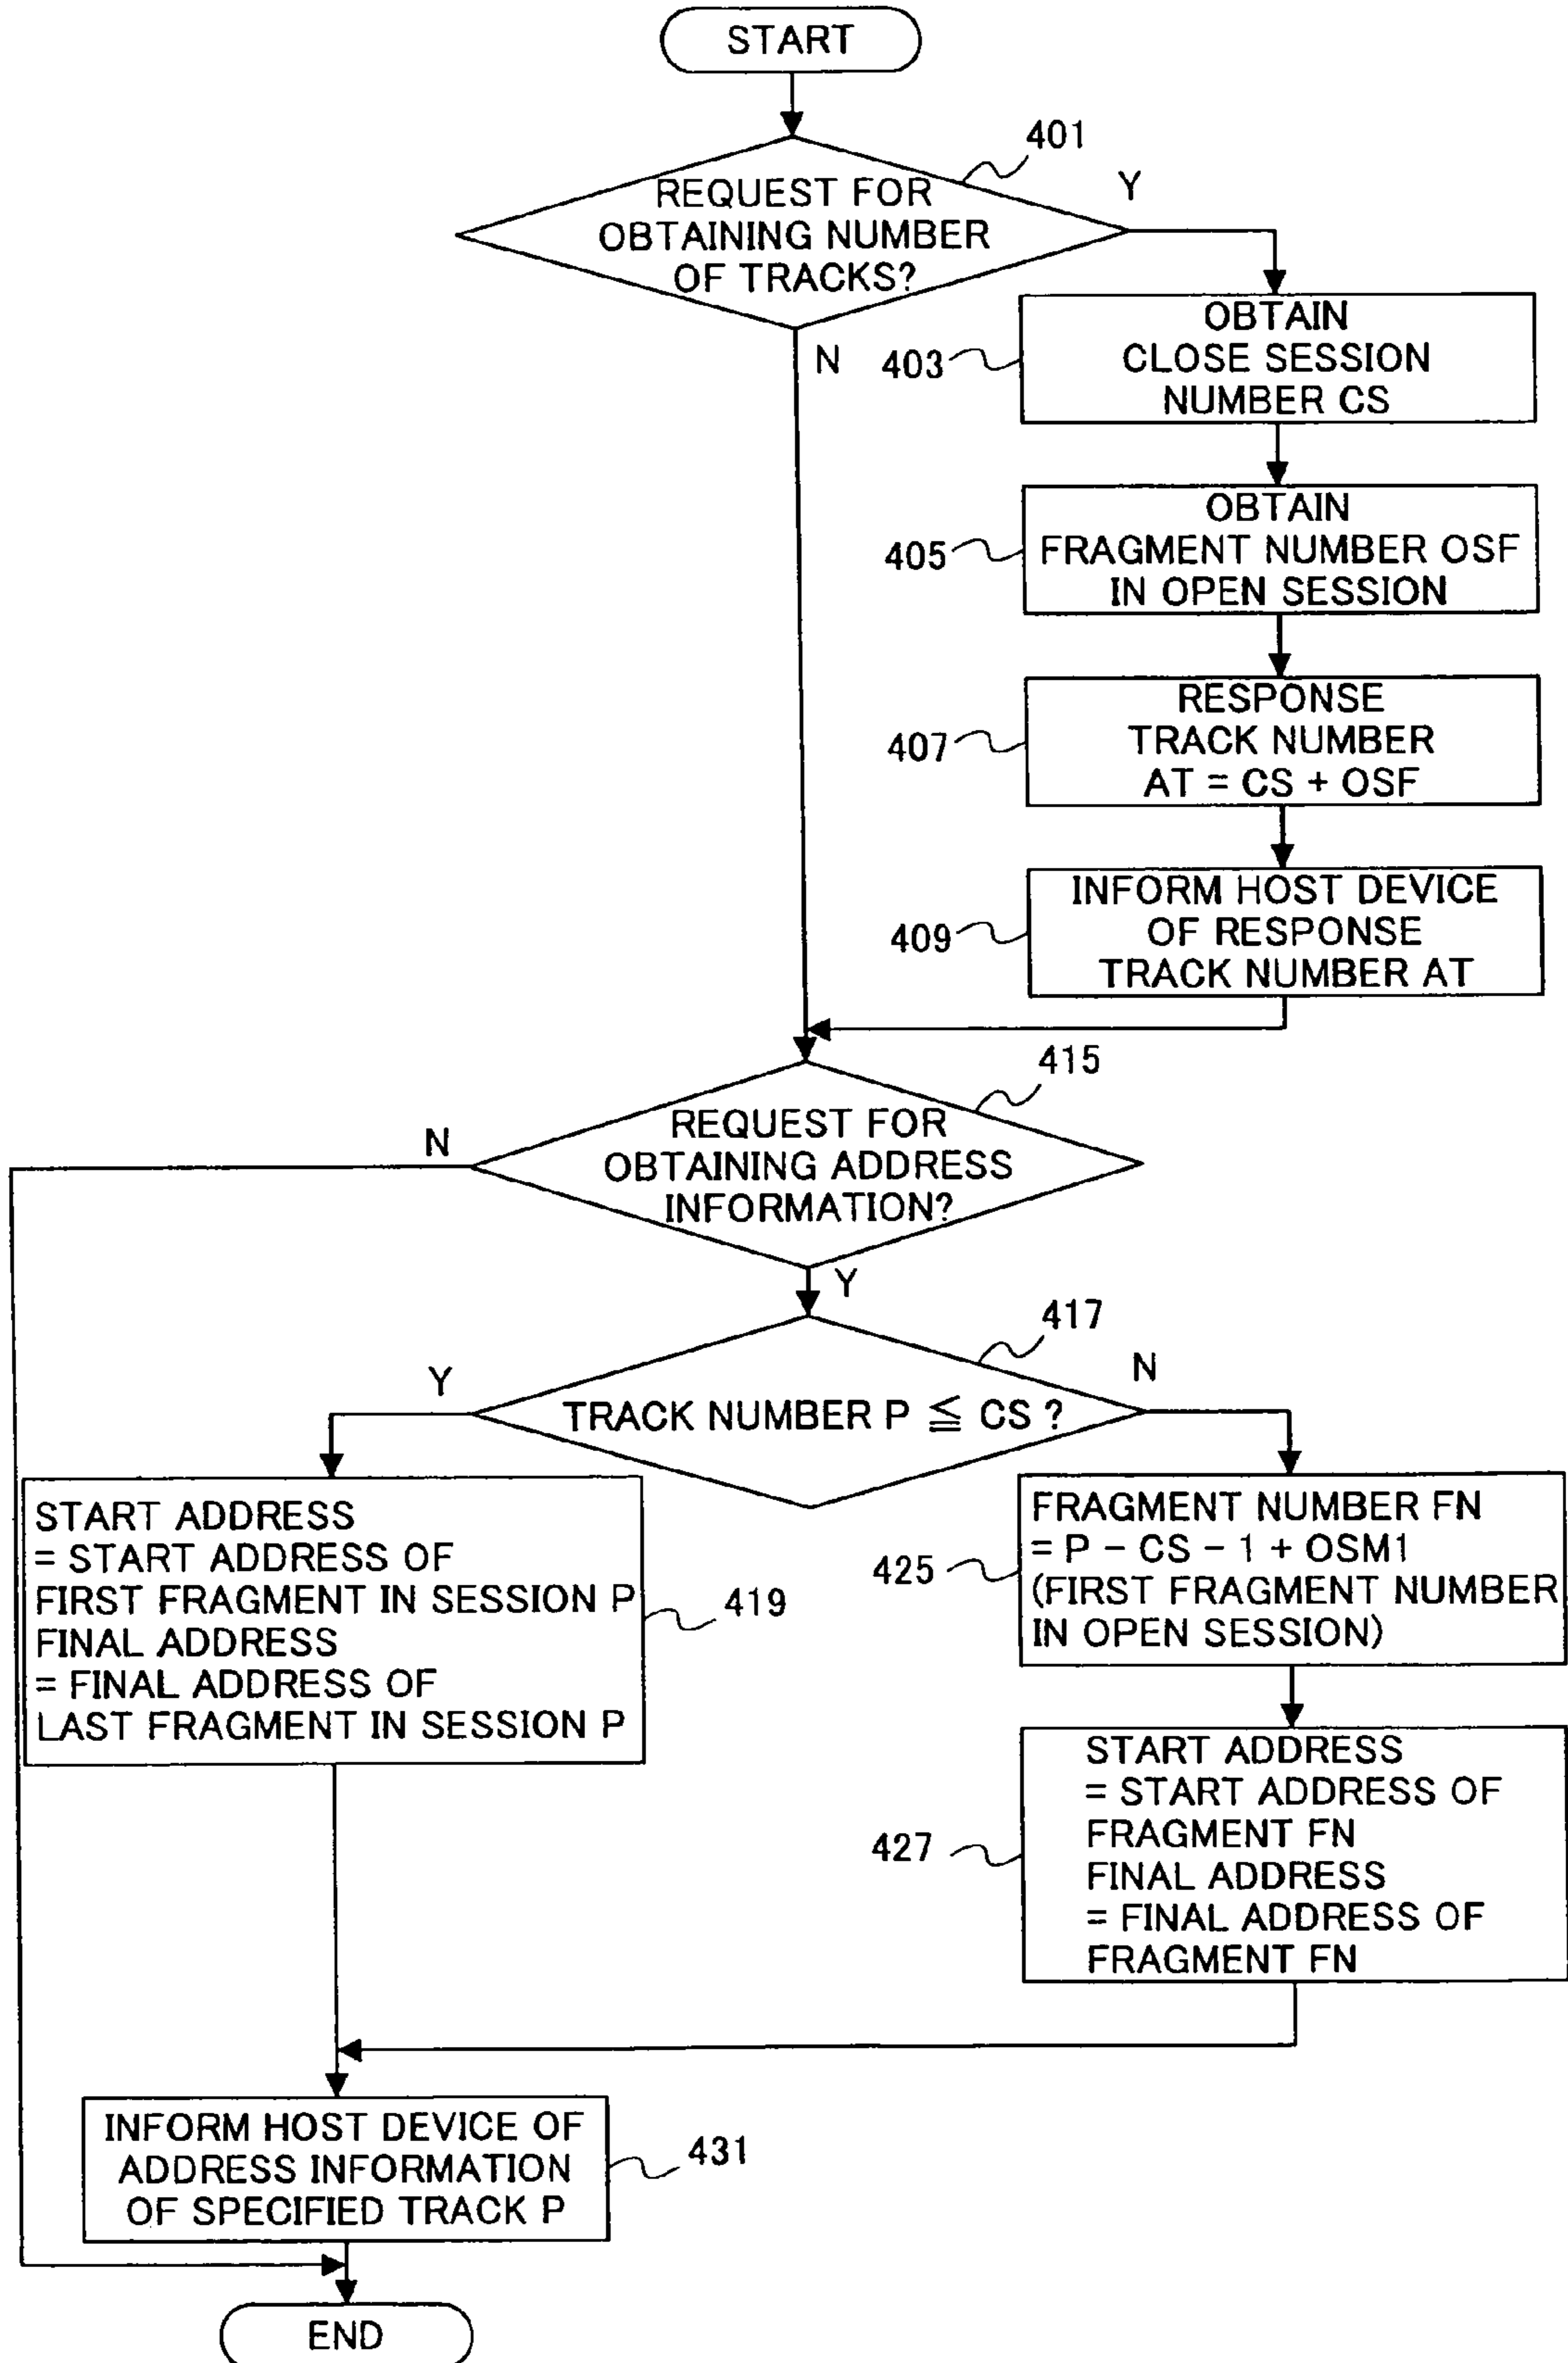 START
401
REQUEST FOR
OBTAINING NUMBER
OF TRACKS?
Y
N
403
OBTAIN
CLOSE SESSION
NUMBER CS
405
OBTAIN
FRAGMENT NUMBER OSF
IN OPEN SESSION
407
RESPONSE
TRACK NUMBER
AT = CS + OSF
409
INFORM HOST DEVICE
OF RESPONSE
TRACK NUMBER AT
415
REQUEST FOR
OBTAINING ADDRESS
INFORMATION?
N
Y
417
TRACK NUMBER P ≦ CS ?
Y
N
START ADDRESS
= START ADDRESS OF
FIRST FRAGMENT IN SESSION P
FINAL ADDRESS
= FINAL ADDRESS OF
LAST FRAGMENT IN SESSION P
419
425
FRAGMENT NUMBER FN
= P − CS − 1 + OSM1
(FIRST FRAGMENT NUMBER
IN OPEN SESSION)
427
START ADDRESS
= START ADDRESS OF
FRAGMENT FN
FINAL ADDRESS
= FINAL ADDRESS OF
FRAGMENT FN
INFORM HOST DEVICE OF
ADDRESS INFORMATION
OF SPECIFIED TRACK P
431
END